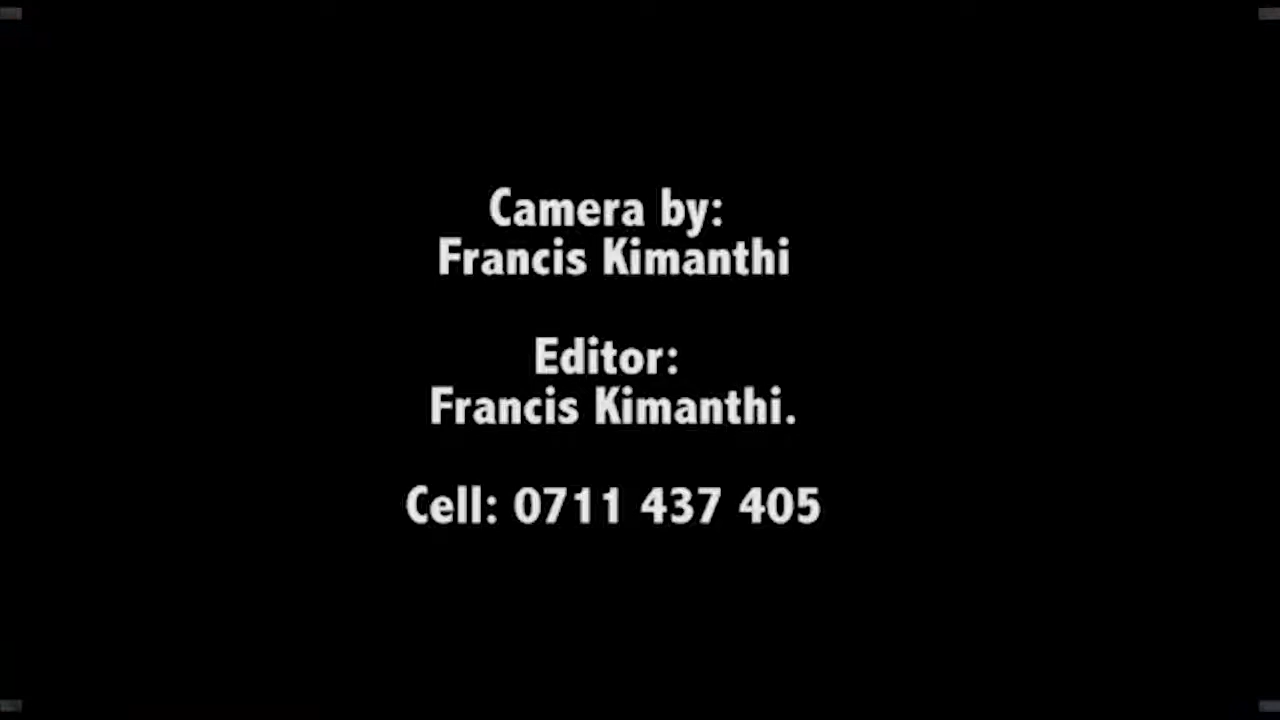 Camera by:
Francis Kimanthi
Editor:
Francis Kimanthi.
Cell: 0711 437 405